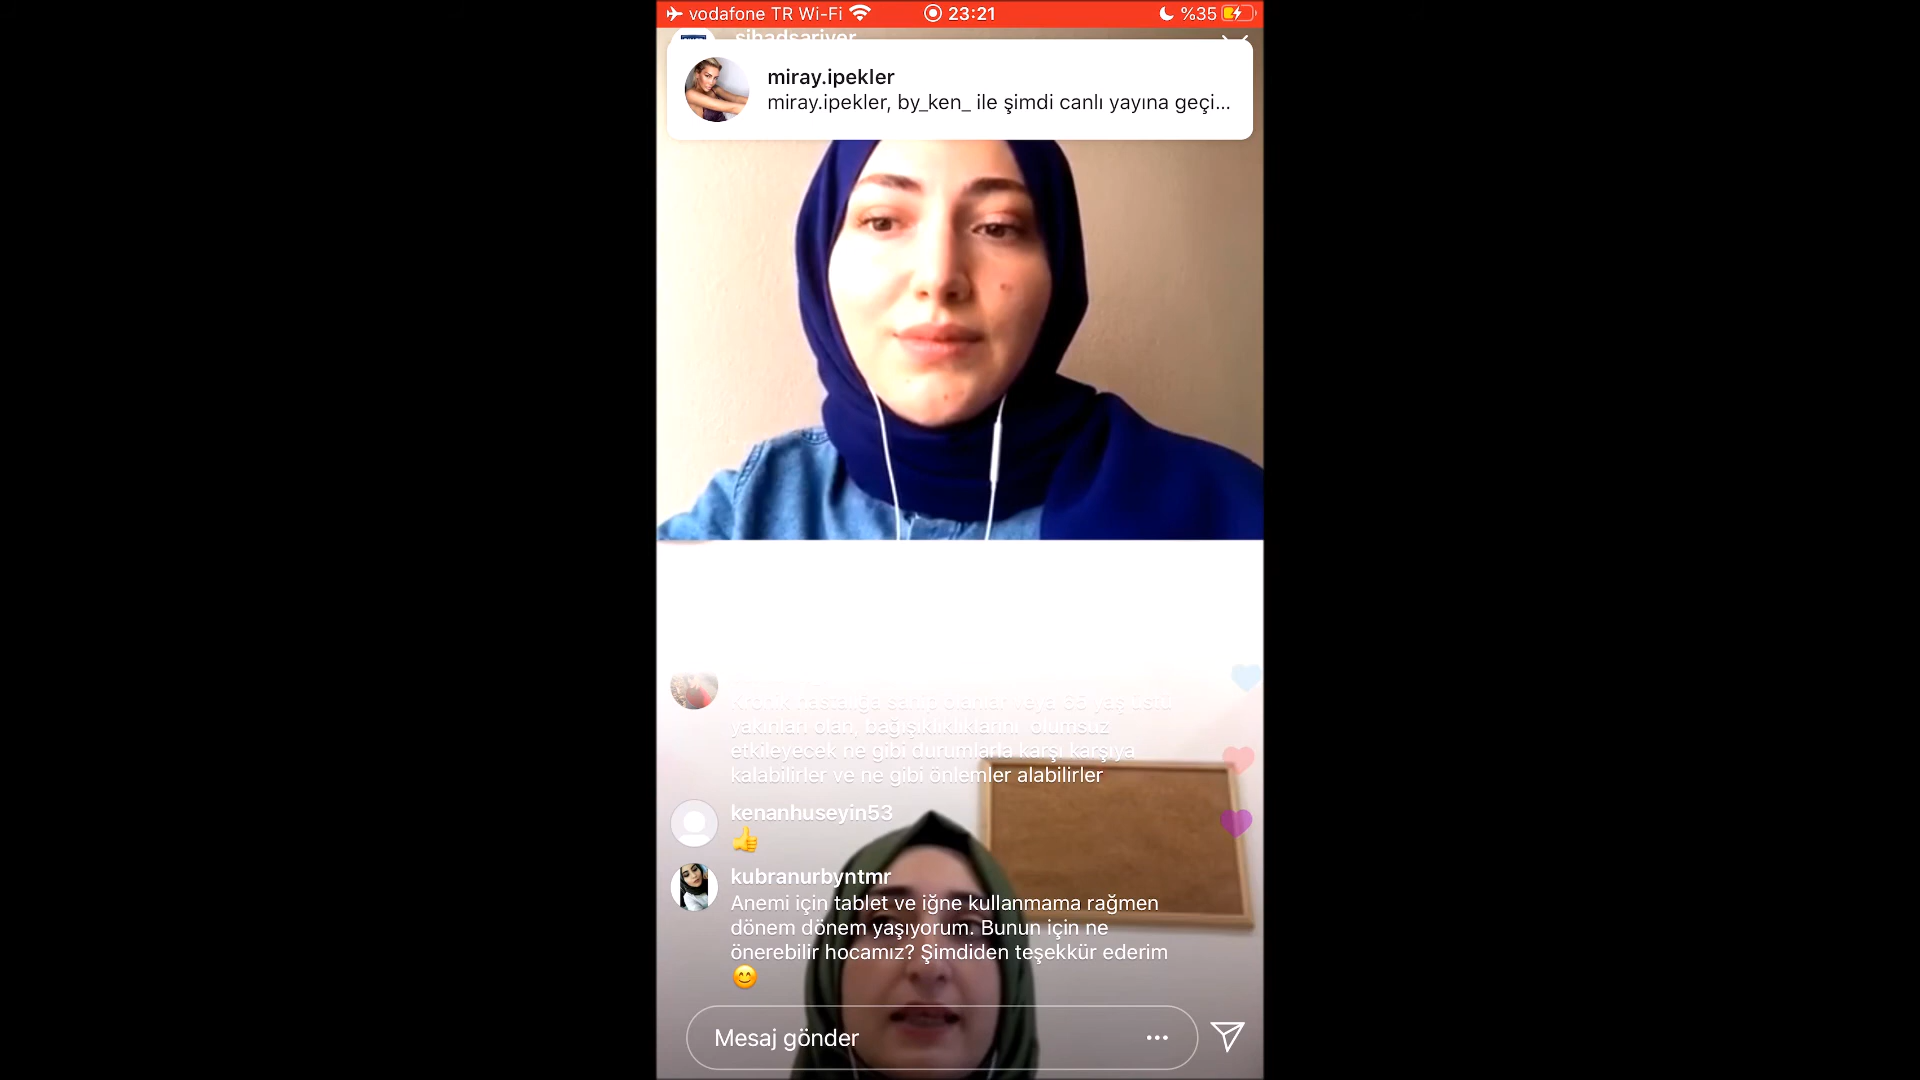 vodafone TR Wi-Fi 23:21 %35
sihadsariyer
miray.ipekler
miray.ipekler, by_ken_ ile şimdi canlı yayına geçi...
Kronik hastalığa sahip olanlar veya 65 yaş üstü
yakınları olan, bağışıklıklıklarını olumsuz
etkileyecek ne gibi durumlarla karşı karşıya
kalabilirler ve ne gibi önlemler alabilirler
kenanhuseyin53
👍
kubranurbyntmr
Anemi için tablet ve iğne kullanmama rağmen
dönem dönem yaşıyorum. Bunun için ne
önerebilir hocamız? Şimdiden teşekkür ederim
😊
Mesaj gönder